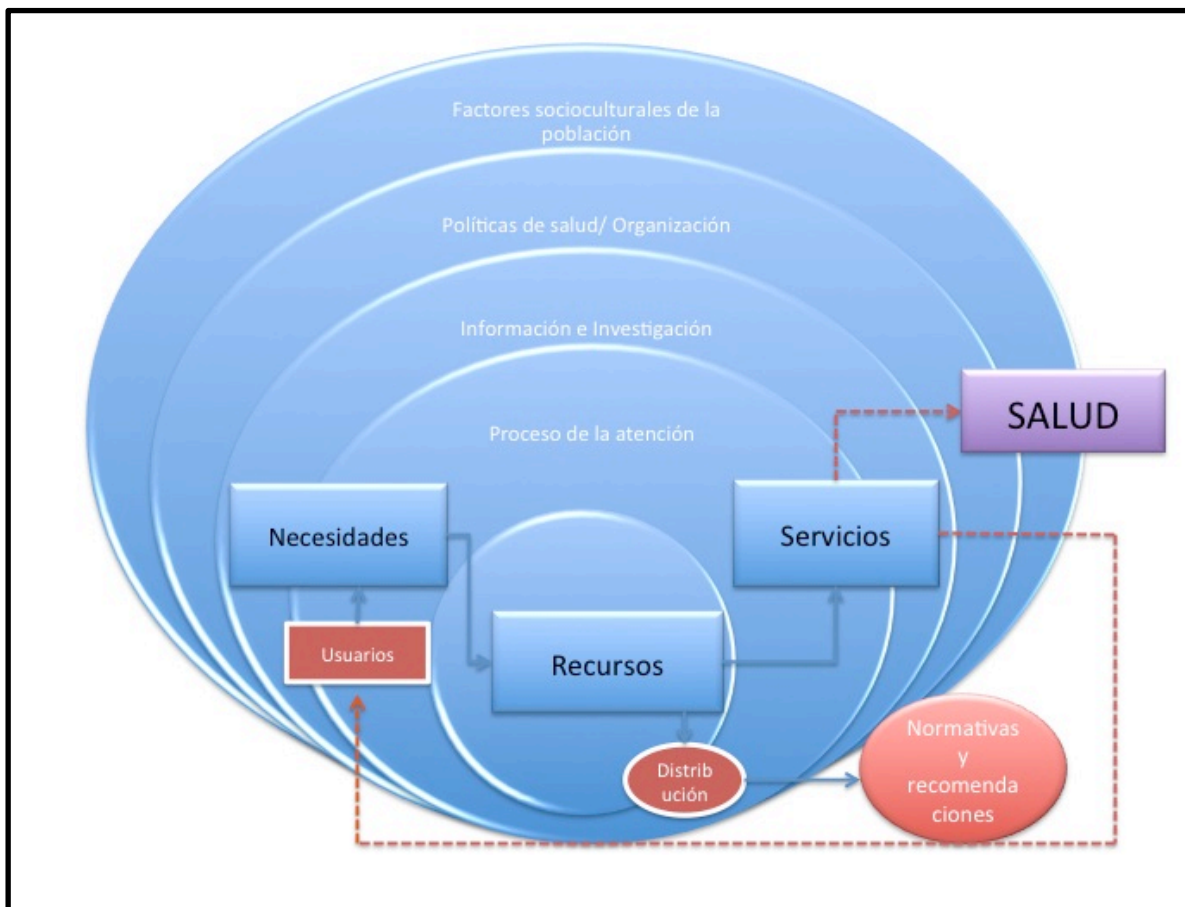 Factores socioculturales de la
población
Políticas de salud/ Organización
Información e Investigación
Proceso de la atención
SALUD
Necesidades
Servicios
Usuarios
Recursos
Distrib
ución
Normativas
y
recomenda
ciones